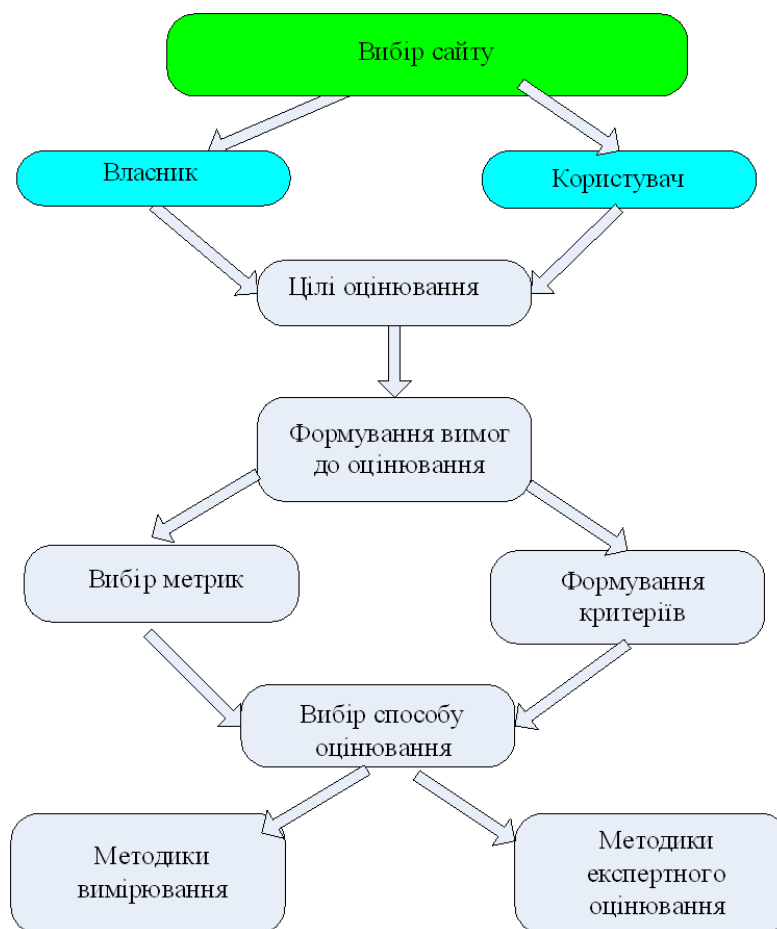 Вибір сайту
Власник
Користувач
Цілі оцінювання
Формування вимог
до оцінювання
Вибір метрик
Формування
критеріїв
Вибір способу
оцінювання
Методики
вимірювання
Методики
експертного
оцінювання